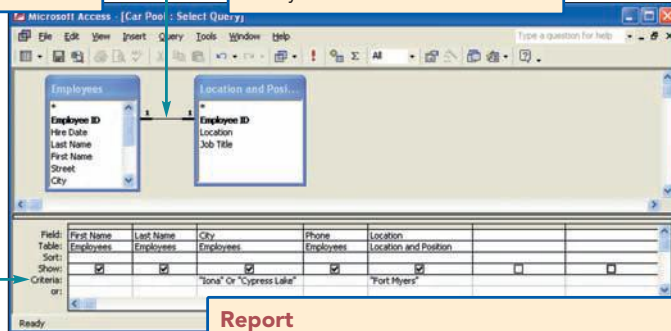 Microsoft Access - [Car Pool : Select Query]
File Edit View Insert Query Tools Window Help
Type a question for help
All
Employees
*
Employee ID
Hire Date
Last Name
First Name
Street
City
1 1
Location and Posi...
*
Employee ID
Location
Job Title
Field: First Name Last Name City Phone Location
Table: Employees Employees Employees Employees Location and Position
Sort:
Show:
Criteria: "Iona" Or "Cypress Lake" "Fort Myers"
or:
Ready
Report